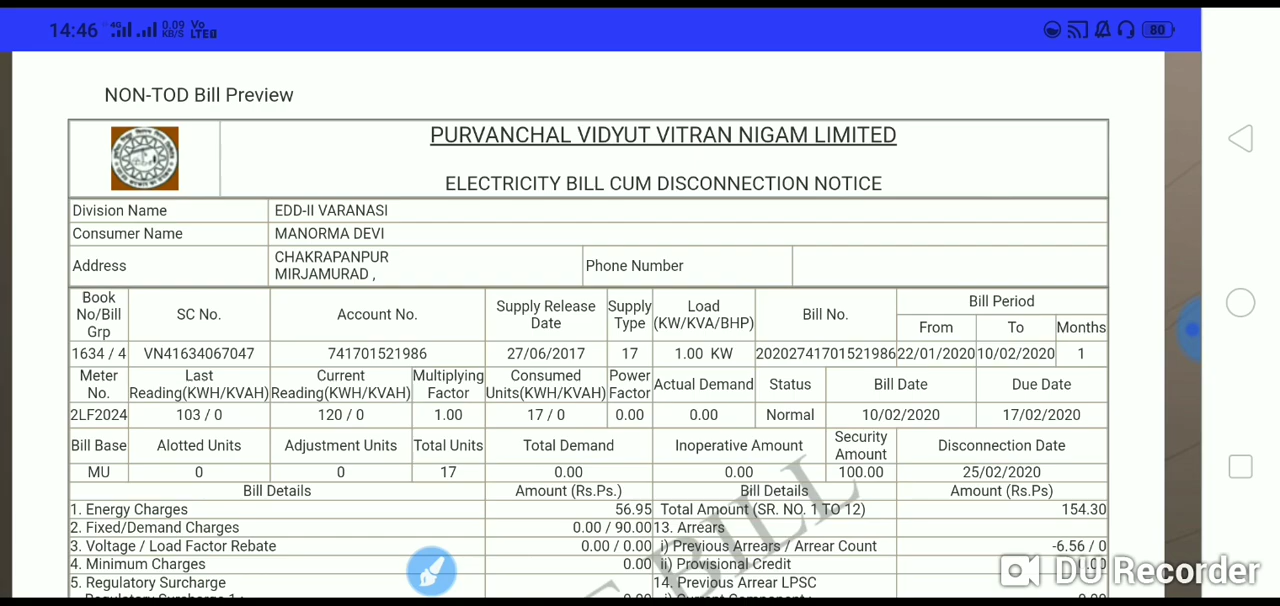 14:46 4G 0.09 KB/S Vo LTE 80
NON-TOD Bill Preview
PURVANCHAL VIDYUT VITRAN NIGAM LIMITED
ELECTRICITY BILL CUM DISCONNECTION NOTICE
Division Name EDD-II VARANASI
Consumer Name MANORMA DEVI
Address CHAKRAPANPUR MIRJAMURAD , Phone Number
Book No/Bill Grp SC No. Account No. Supply Release Date Supply Type Load (KW/KVA/BHP) Bill No. Bill Period
From To Months
1634 / 4 VN41634067047 741701521986 27/06/2017 17 1.00 KW 20202741701521986 22/01/2020 10/02/2020 1
Meter No. Last Reading(KWH/KVAH) Current Reading(KWH/KVAH) Multiplying Factor Consumed Units(KWH/KVAH) Power Factor Actual Demand Status Bill Date Due Date
2LF2024 103 / 0 120 / 0 1.00 17 / 0 0.00 0.00 Normal 10/02/2020 17/02/2020
Bill Base Alotted Units Adjustment Units Total Units Total Demand Inoperative Amount Security Amount Disconnection Date
MU 0 0 17 0.00 0.00 100.00 25/02/2020
Bill Details Amount (Rs.Ps.) Bill Details Amount (Rs.Ps)
1. Energy Charges 56.95 Total Amount (SR. NO. 1 TO 12) 154.30
2. Fixed/Demand Charges 0.00 / 90.00 13. Arrears
3. Voltage / Load Factor Rebate 0.00 / 0.00 i) Previous Arrears / Arrear Count -6.56 / 0
4. Minimum Charges 0.00 ii) Provisional Credit
5. Regulatory Surcharge 14. Previous Arrear LPSC
BILL
DU Recorder